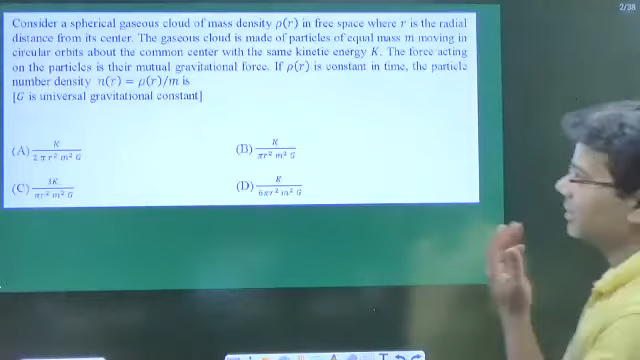 2/38
Consider a spherical gaseous cloud of mass density ρ(r) in free space where r is the radial
distance from its center. The gaseous cloud is made of particles of equal mass m moving in
circular orbits about the common center with the same kinetic energy K. The force acting
on the particles is their mutual gravitational force. If ρ(r) is constant in time, the particle
number density n(r) = ρ(r)/m is
[G is universal gravitational constant]
(A) K / 2 π r² m² G (B) K / πr² m² G
(C) 3K / πr² m² G (D) K / 6πr² m² G